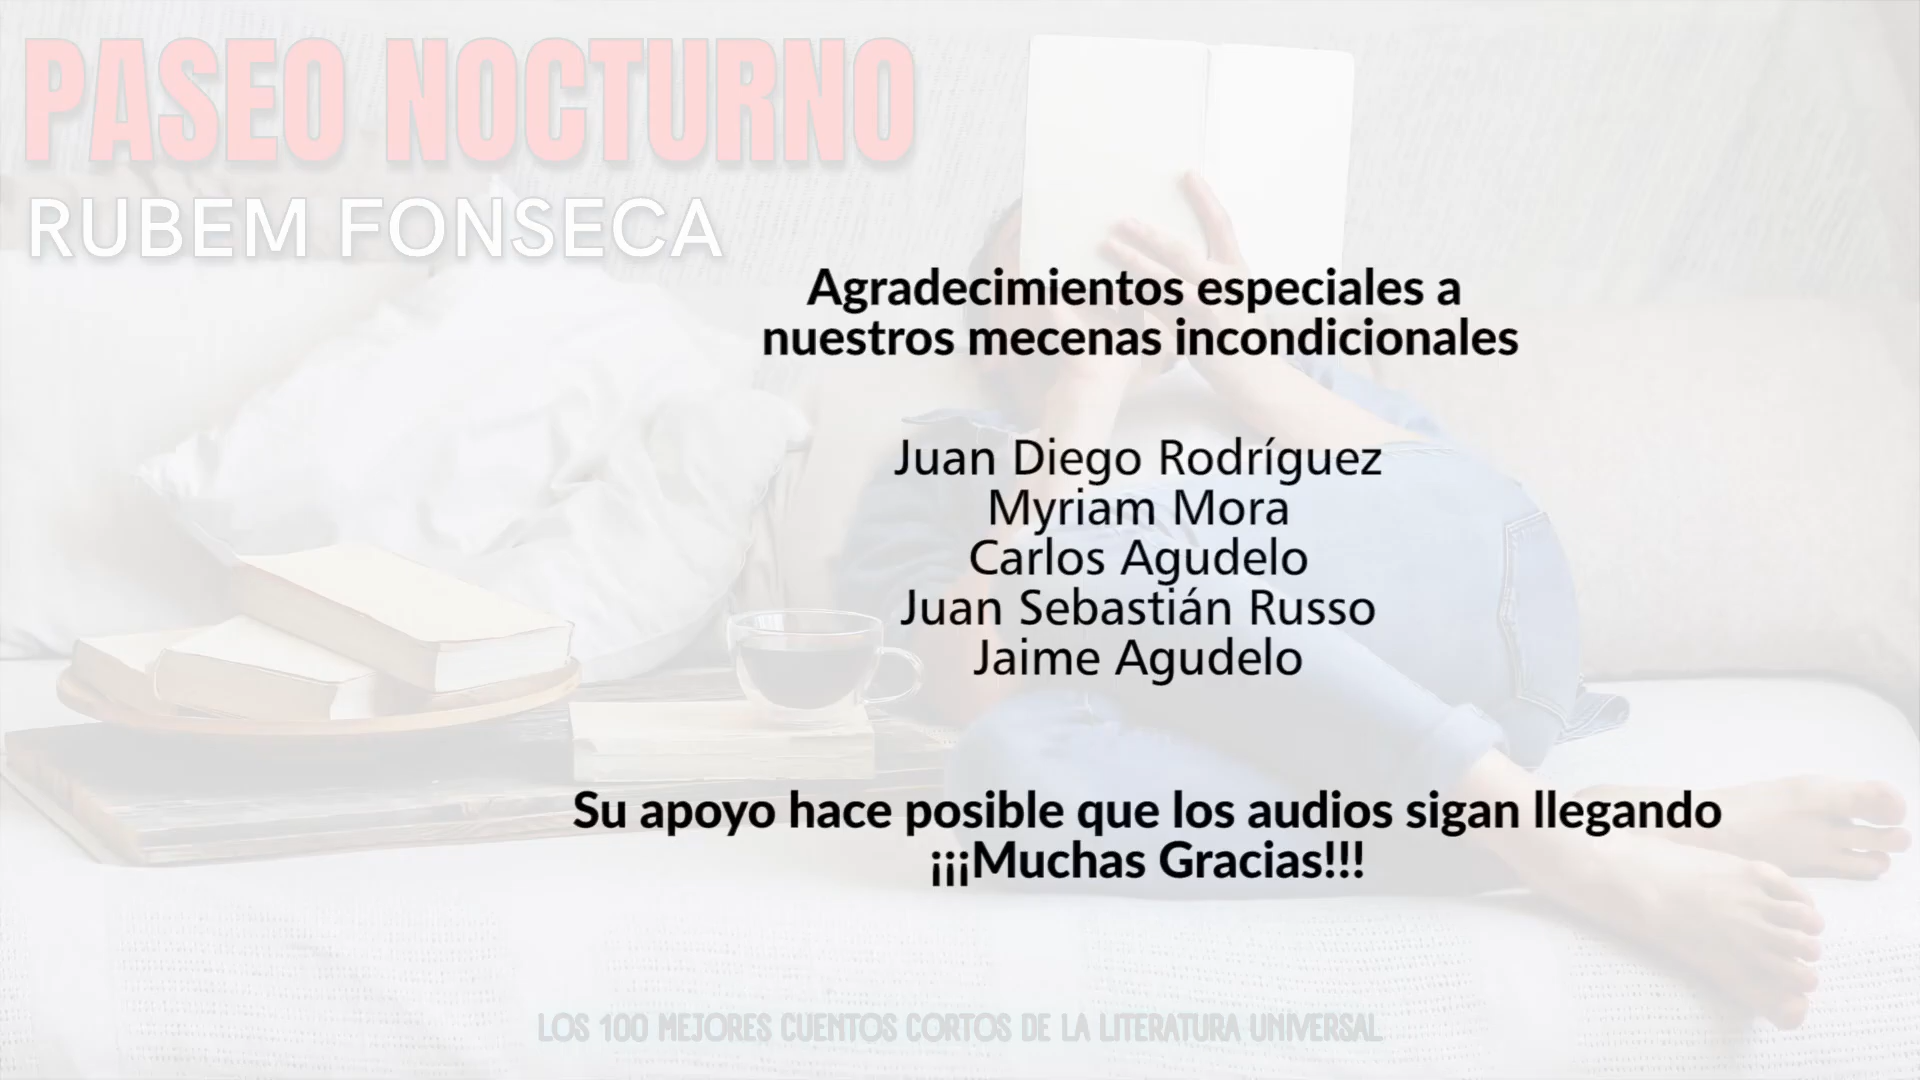 PASEO NOCTURNO
RUBEM FONSECA
Agradecimientos especiales a
nuestros mecenas incondicionales
Juan Diego Rodríguez
Myriam Mora
Carlos Agudelo
Juan Sebastián Russo
Jaime Agudelo
Su apoyo hace posible que los audios sigan llegando
¡¡¡Muchas Gracias!!!
LOS 100 MEJORES CUENTOS CORTOS DE LA LITERATURA UNIVERSAL